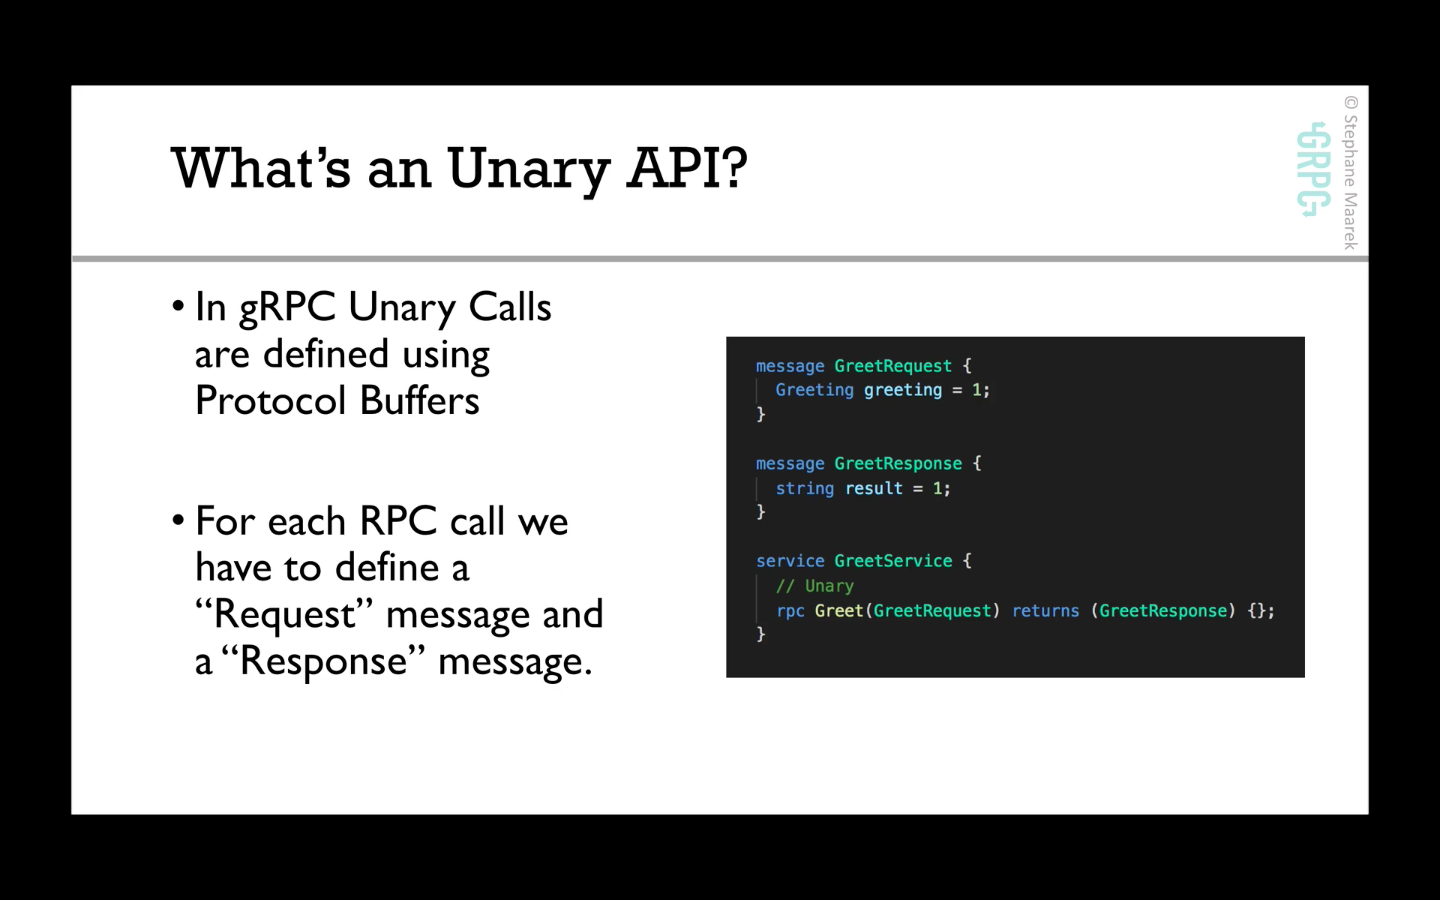 What's an Unary API?
© Stephane Maarek
GRPC
• In gRPC Unary Calls
are defined using
Protocol Buffers
• For each RPC call we
have to define a
“Request” message and
a “Response” message.
message GreetRequest {
Greeting greeting = 1;
}
message GreetResponse {
string result = 1;
}
service GreetService {
// Unary
rpc Greet(GreetRequest) returns (GreetResponse) {};
}